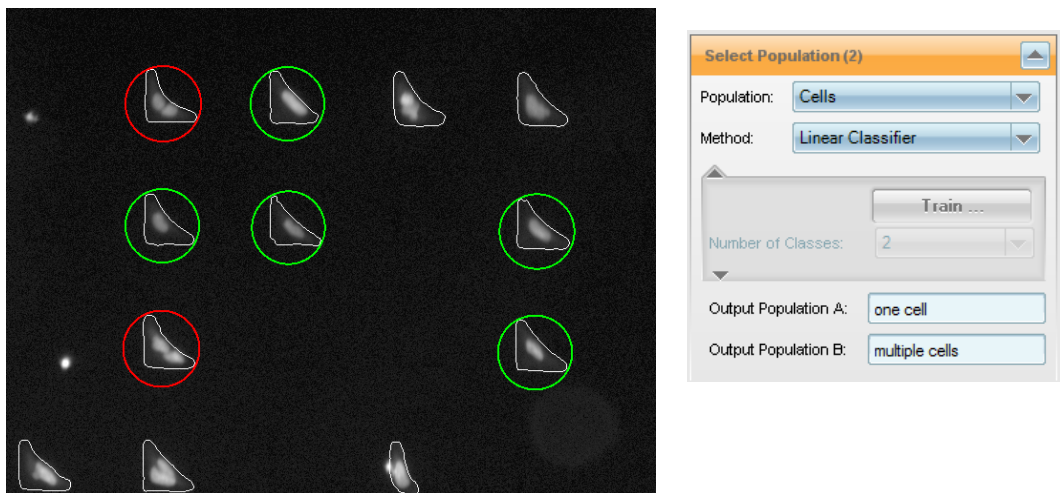 Select Population (2)
Population: Cells
Method: Linear Classifier
Train ...
Number of Classes: 2
Output Population A: one cell
Output Population B: multiple cells